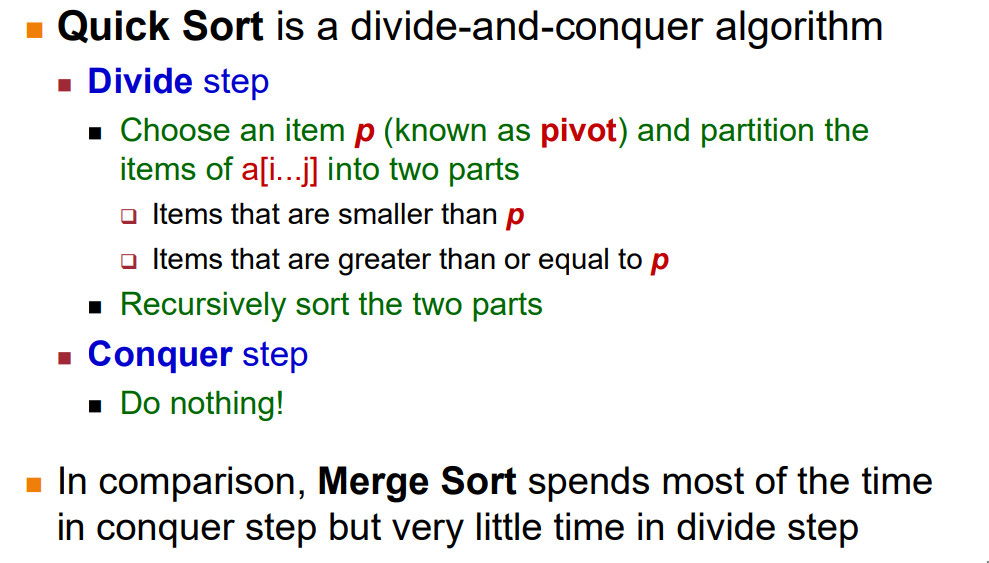 Quick Sort is a divide-and-conquer algorithm
Divide step
Choose an item p (known as pivot) and partition the
items of a[i...j] into two parts
Items that are smaller than p
Items that are greater than or equal to p
Recursively sort the two parts
Conquer step
Do nothing!
In comparison, Merge Sort spends most of the time
in conquer step but very little time in divide step